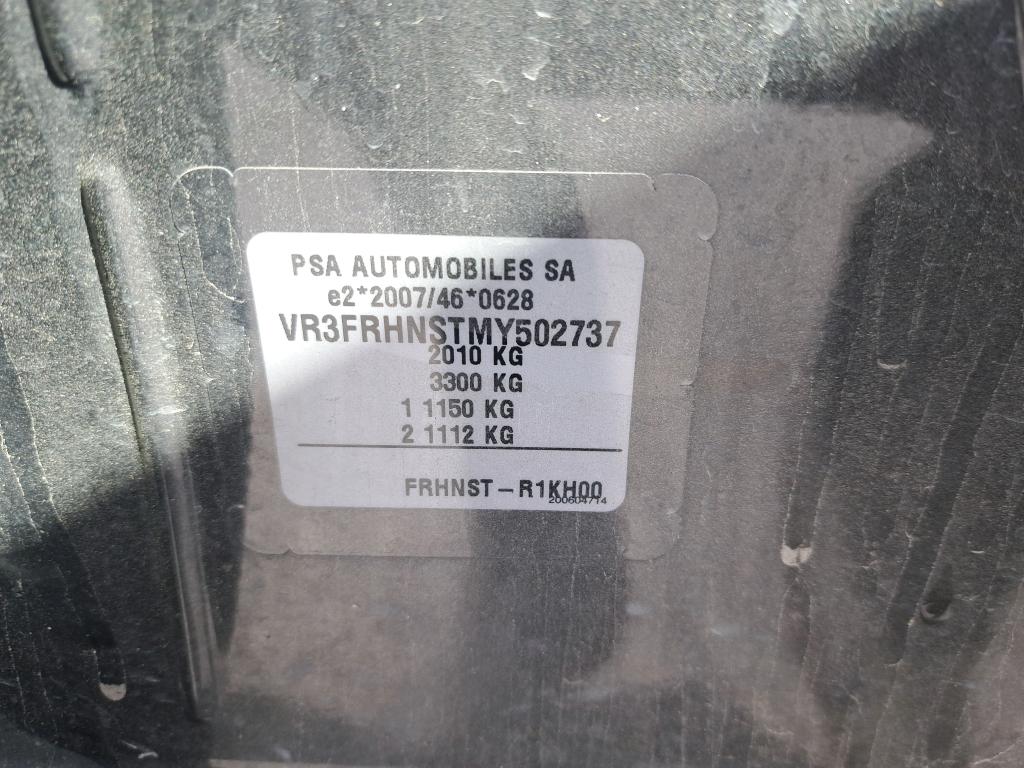 PSA AUTOMOBILES SA
e2*2007/46*0628
VR3FRHNSTMY502737
2010 KG
3300 KG
1 1150 KG
2 1112 KG
FRHNST–R1KH00
200604714